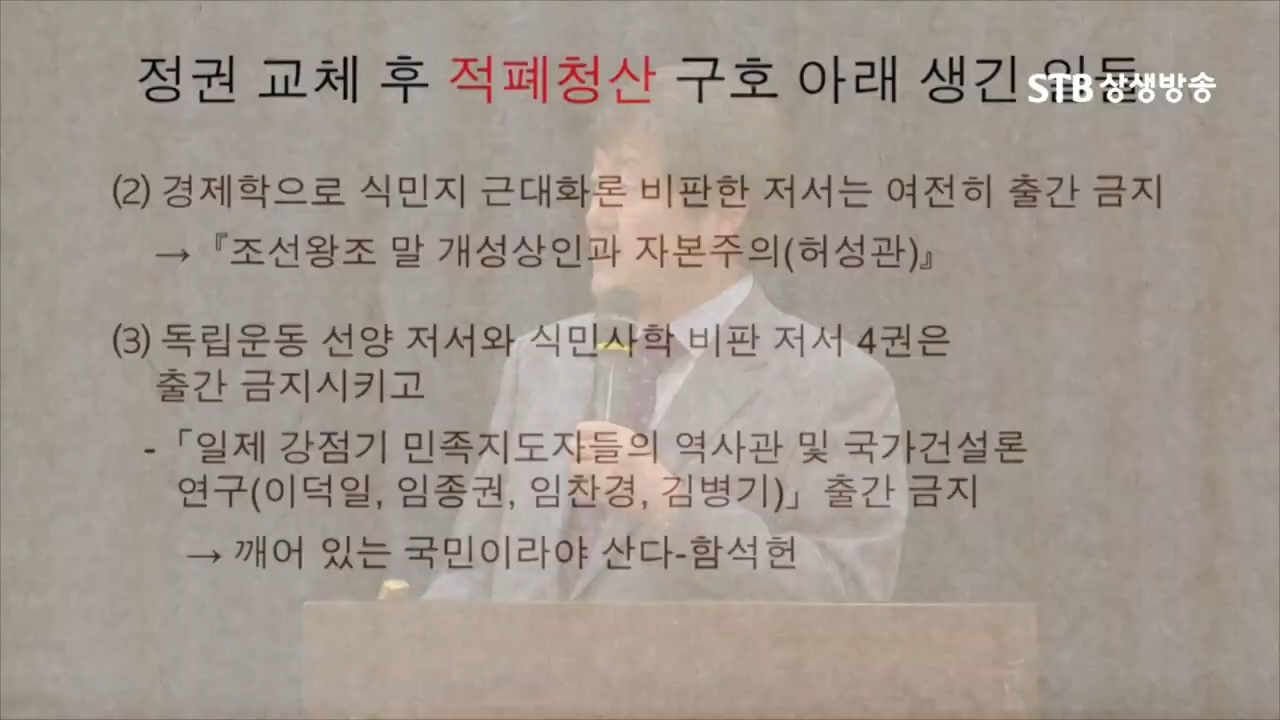 정권 교체 후 적폐청산 구호 아래 생긴 일들
STB 상생방송
(2) 경제학으로 식민지 근대화론 비판한 저서는 여전히 출간 금지
→『조선왕조 말 개성상인과 자본주의(허성관)』
(3) 독립운동 선양 저서와 식민사학 비판 저서 4권은
출간 금지시키고
-「일제 강점기 민족지도자들의 역사관 및 국가건설론
연구(이덕일, 임종권, 임찬경, 김병기)」출간 금지
→ 깨어 있는 국민이라야 산다-함석헌